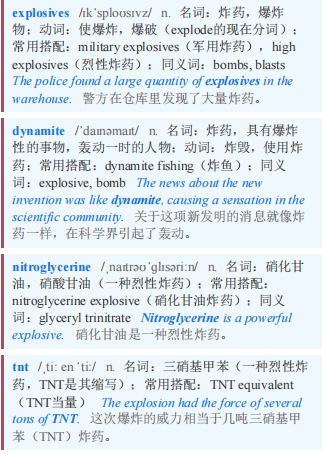 explosives /ɪkˈsploʊsɪvz/ n. 名词：炸药，爆炸
物；动词：使爆炸，爆破（explode的现在分词）；
常用搭配：military explosives（军用炸药），high
explosives（烈性炸药）；同义词：bombs, blasts
The police found a large quantity of explosives in the
warehouse. 警方在仓库里发现了大量炸药。
dynamite /ˈdaɪnəmaɪt/ n. 名词：炸药，具有爆炸
性的事物，轰动一时的人物；动词：炸毁，使用炸
药；常用搭配：dynamite fishing（炸鱼）；同义
词：explosive, bomb The news about the new
invention was like dynamite, causing a sensation in the
scientific community. 关于这项新发明的消息就像炸
药一样，在科学界引起了轰动。
nitroglycerine /ˌnaɪtrəʊˈɡlɪsəriːn/ n. 名词：硝化甘
油，硝酸甘油（一种烈性炸药）；常用搭配：
nitroglycerine explosive（硝化甘油炸药）；同义
词：glyceryl trinitrate Nitroglycerine is a powerful
explosive. 硝化甘油是一种烈性炸药。
tnt /ˌtiː en ˈtiː/ n. 名词：三硝基甲苯（一种烈性炸
药，TNT是其缩写）；常用搭配：TNT equivalent
（TNT当量） The explosion had the force of several
tons of TNT. 这次爆炸的威力相当于几吨三硝基甲
苯（TNT）炸药。